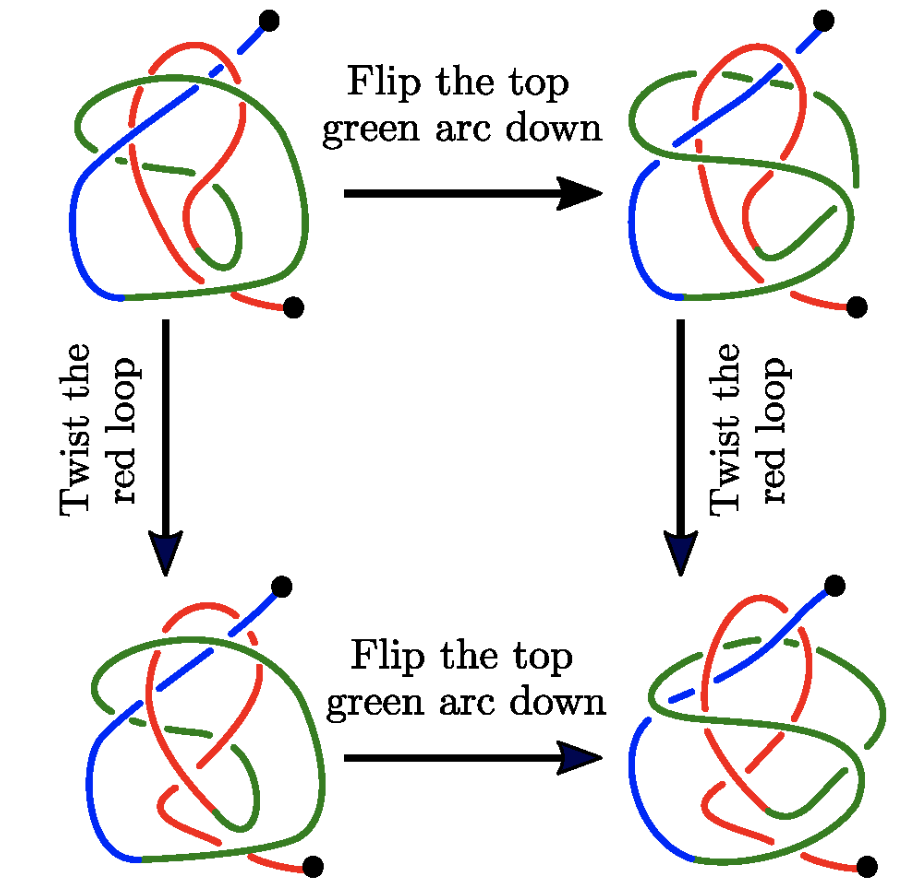 Flip the top
green arc down
Twist the
red loop
Twist the
red loop
Flip the top
green arc down